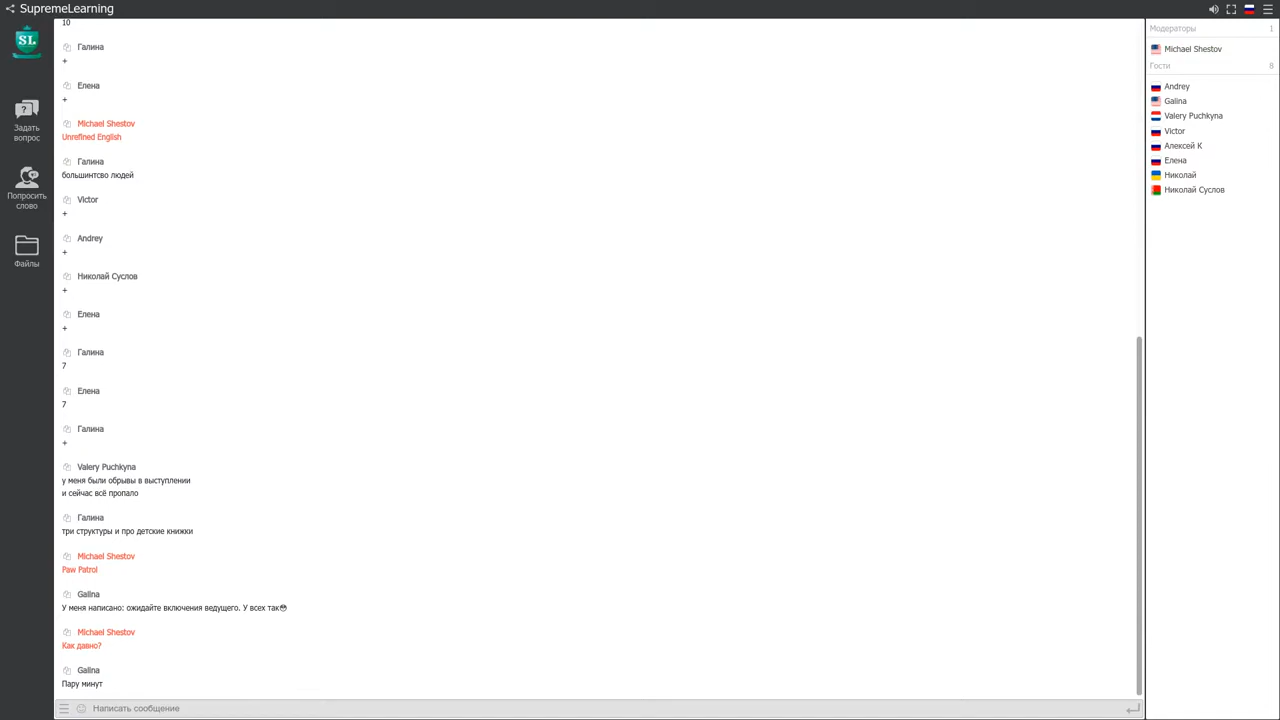 SupremeLearning
SL
Задать
вопрос
Попросить
слово
Файлы
10
Галина
+
Елена
+
Michael Shestov
Unrefined English
Галина
большинтсво людей
Victor
+
Andrey
+
Николай Суслов
+
Елена
+
Галина
7
Елена
7
Галина
+
Valery Puchkyna
у меня были обрывы в выступлении
и сейчас всё пропало
Галина
три структуры и про детские книжки
Michael Shestov
Paw Patrol
Galina
У меня написано: ожидайте включения ведущего. У всех так😳
Michael Shestov
Как давно?
Galina
Пару минут
Написать сообщение
Модераторы 1
Michael Shestov
Гости 8
Andrey
Galina
Valery Puchkyna
Victor
Алексей К
Елена
Николай
Николай Суслов